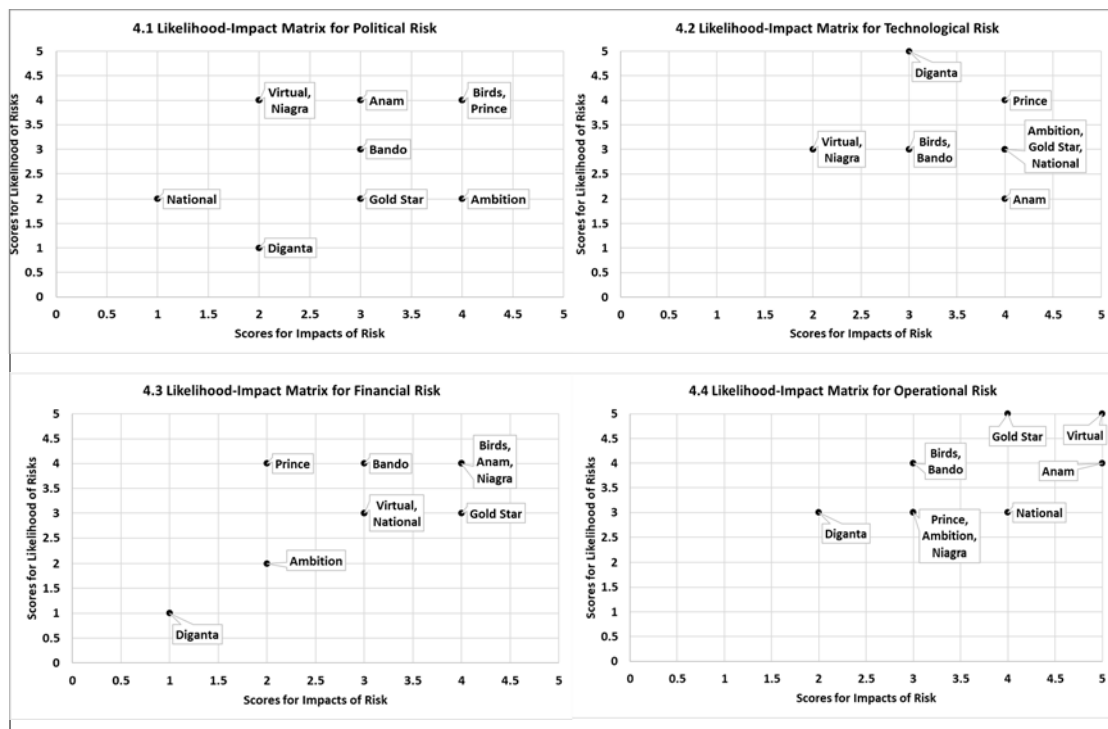 4.1 Likelihood-Impact Matrix for Political Risk
Scores for Likelihood of Risks
5
4.5
4
3.5
3
2.5
2
1.5
1
0.5
0
Virtual,
Niagra
Anam
Birds,
Prince
Bando
National
Gold Star
Ambition
Diganta
0 0.5 1 1.5 2 2.5 3 3.5 4 4.5 5
Scores for Impacts of Risk
4.2 Likelihood-Impact Matrix for Technological Risk
Scores for Likelihood of Risks
5
4.5
4
3.5
3
2.5
2
1.5
1
0.5
0
Diganta
Prince
Virtual,
Niagra
Birds,
Bando
Ambition,
Gold Star,
National
Anam
0 0.5 1 1.5 2 2.5 3 3.5 4 4.5 5
Scores for Impacts of Risk
4.3 Likelihood-Impact Matrix for Financial Risk
Scores for Likelihood of Risks
5
4.5
4
3.5
3
2.5
2
1.5
1
0.5
0
Prince
Bando
Birds,
Anam,
Niagra
Virtual,
National
Gold Star
Ambition
Diganta
0 0.5 1 1.5 2 2.5 3 3.5 4 4.5 5
Scores for Impacts of Risk
4.4 Likelihood-Impact Matrix for Operational Risk
Scores for Likelihood of Risks
5
4.5
4
3.5
3
2.5
2
1.5
1
0.5
0
Gold Star
Virtual
Birds,
Bando
Anam
Diganta
Prince,
Ambition,
Niagra
National
0 0.5 1 1.5 2 2.5 3 3.5 4 4.5 5
Scores for Impacts of Risk